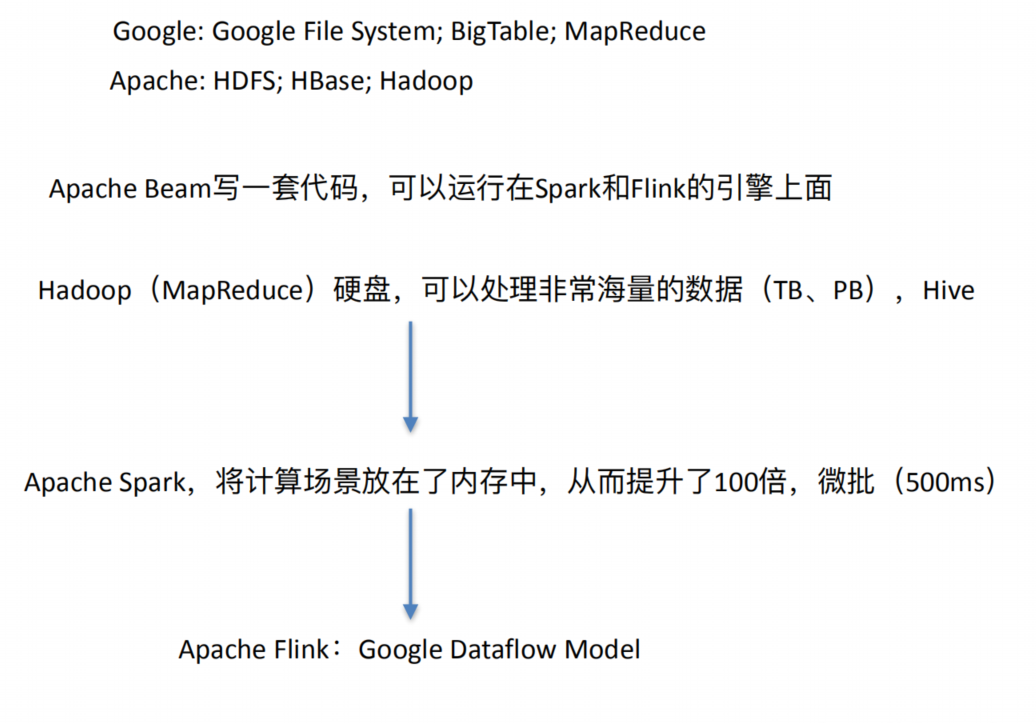 Google: Google File System; BigTable; MapReduce
Apache: HDFS; HBase; Hadoop
Apache Beam写一套代码，可以运行在Spark和Flink的引擎上面
Hadoop（MapReduce）硬盘，可以处理非常海量的数据（TB、PB），Hive
Apache Spark，将计算场景放在了内存中，从而提升了100倍，微批（500ms）
Apache Flink：Google Dataflow Model